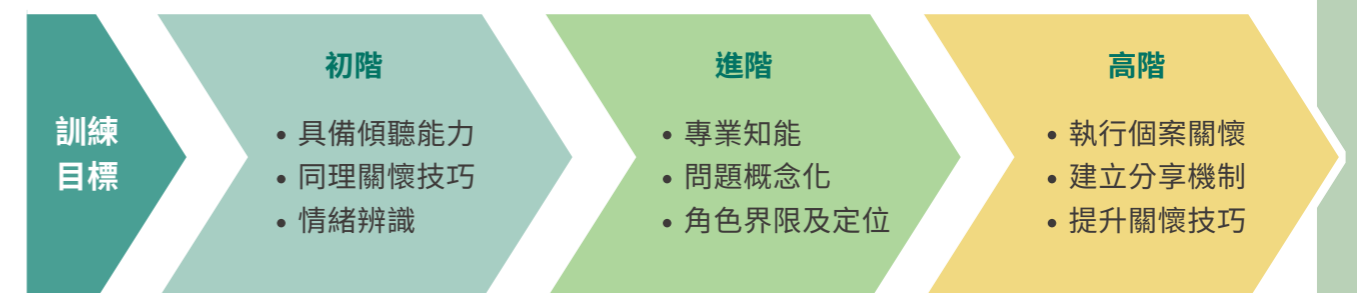 訓練
目標
初階
• 具備傾聽能力
• 同理關懷技巧
• 情緒辨識
進階
• 專業知能
• 問題概念化
• 角色界限及定位
高階
• 執行個案關懷
• 建立分享機制
• 提升關懷技巧